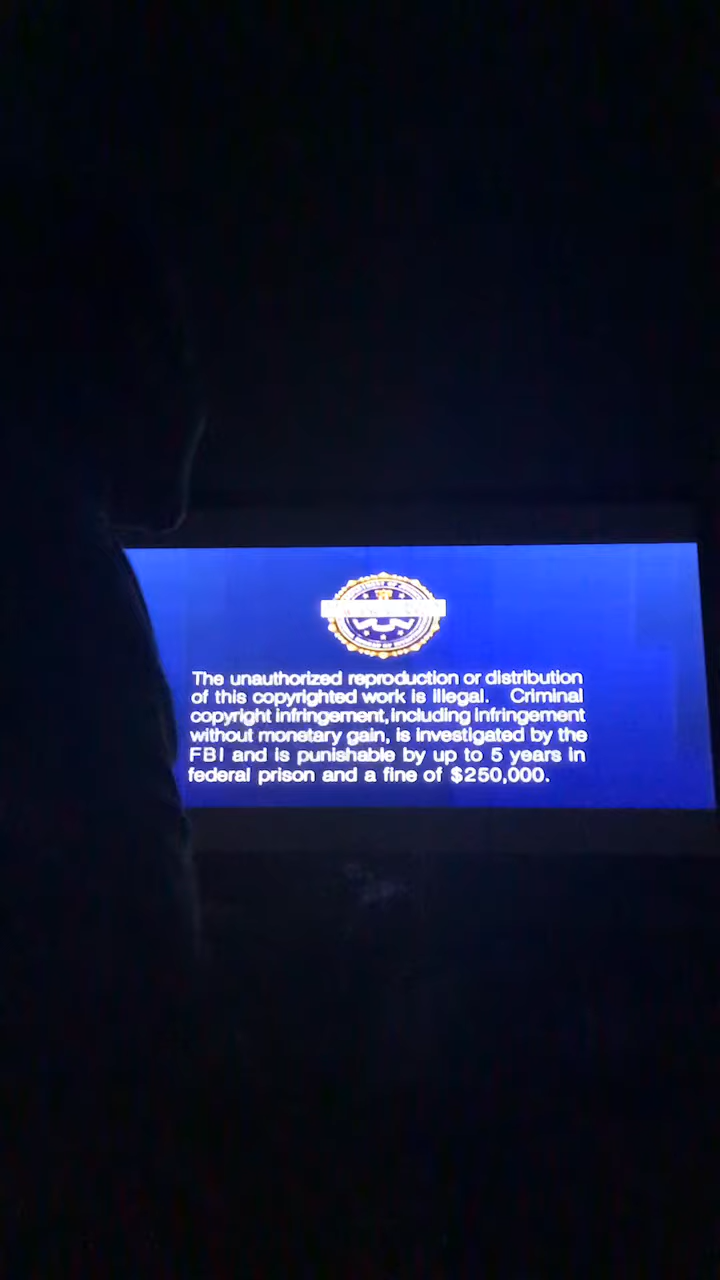 The unauthorized reproduction or distribution
of this copyrighted work is illegal. Criminal
copyright infringement, including infringement
without monetary gain, is investigated by the
FBI and is punishable by up to 5 years in
federal prison and a fine of $250,000.